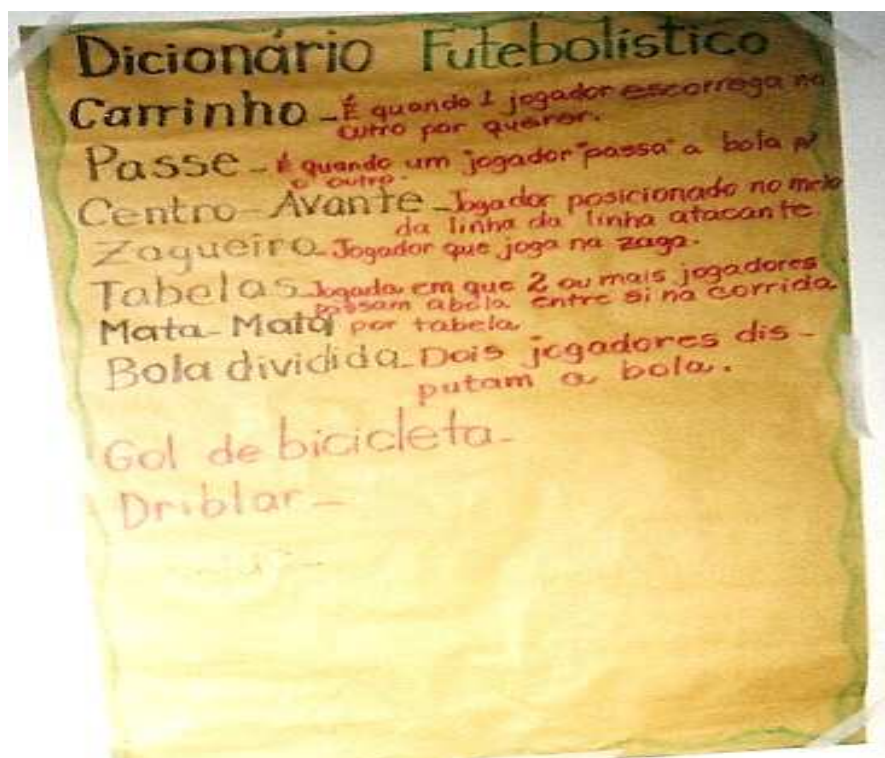 Dicionário Futebolístico
Carrinho - É quando 1 jogador escorrega no
outro por querer.
Passe - É quando um jogador "passa" a bola p/
o outro.
Centro-Avante - Jogador posicionado no meio
da linha da linha atacante.
Zagueiro - Jogador que joga na zaga.
Tabelas Jogada em que 2 ou mais jogadores
passam a bola entre si na corrida
Mata-Mata por tabela.
Bola dividida - Dois jogadores dis-
putam a bola.
Gol de bicicleta -
Driblar -